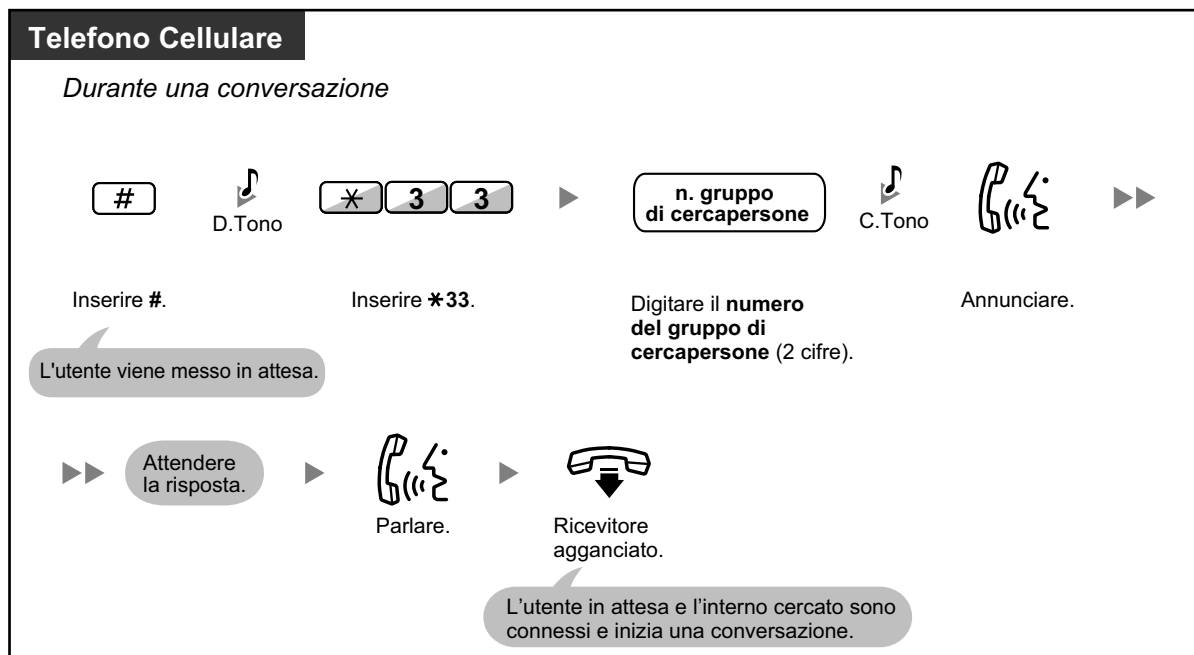 Telefono Cellulare
Durante una conversazione
#
D.Tono
✳ 3 3
n. gruppo
di cercapersone
C.Tono
Inserire #.
L'utente viene messo in attesa.
Inserire ✳33.
Digitare il numero
del gruppo di
cercapersone (2 cifre).
Annunciare.
Attendere
la risposta.
Parlare.
Ricevitore
agganciato.
L’utente in attesa e l’interno cercato sono
connessi e inizia una conversazione.